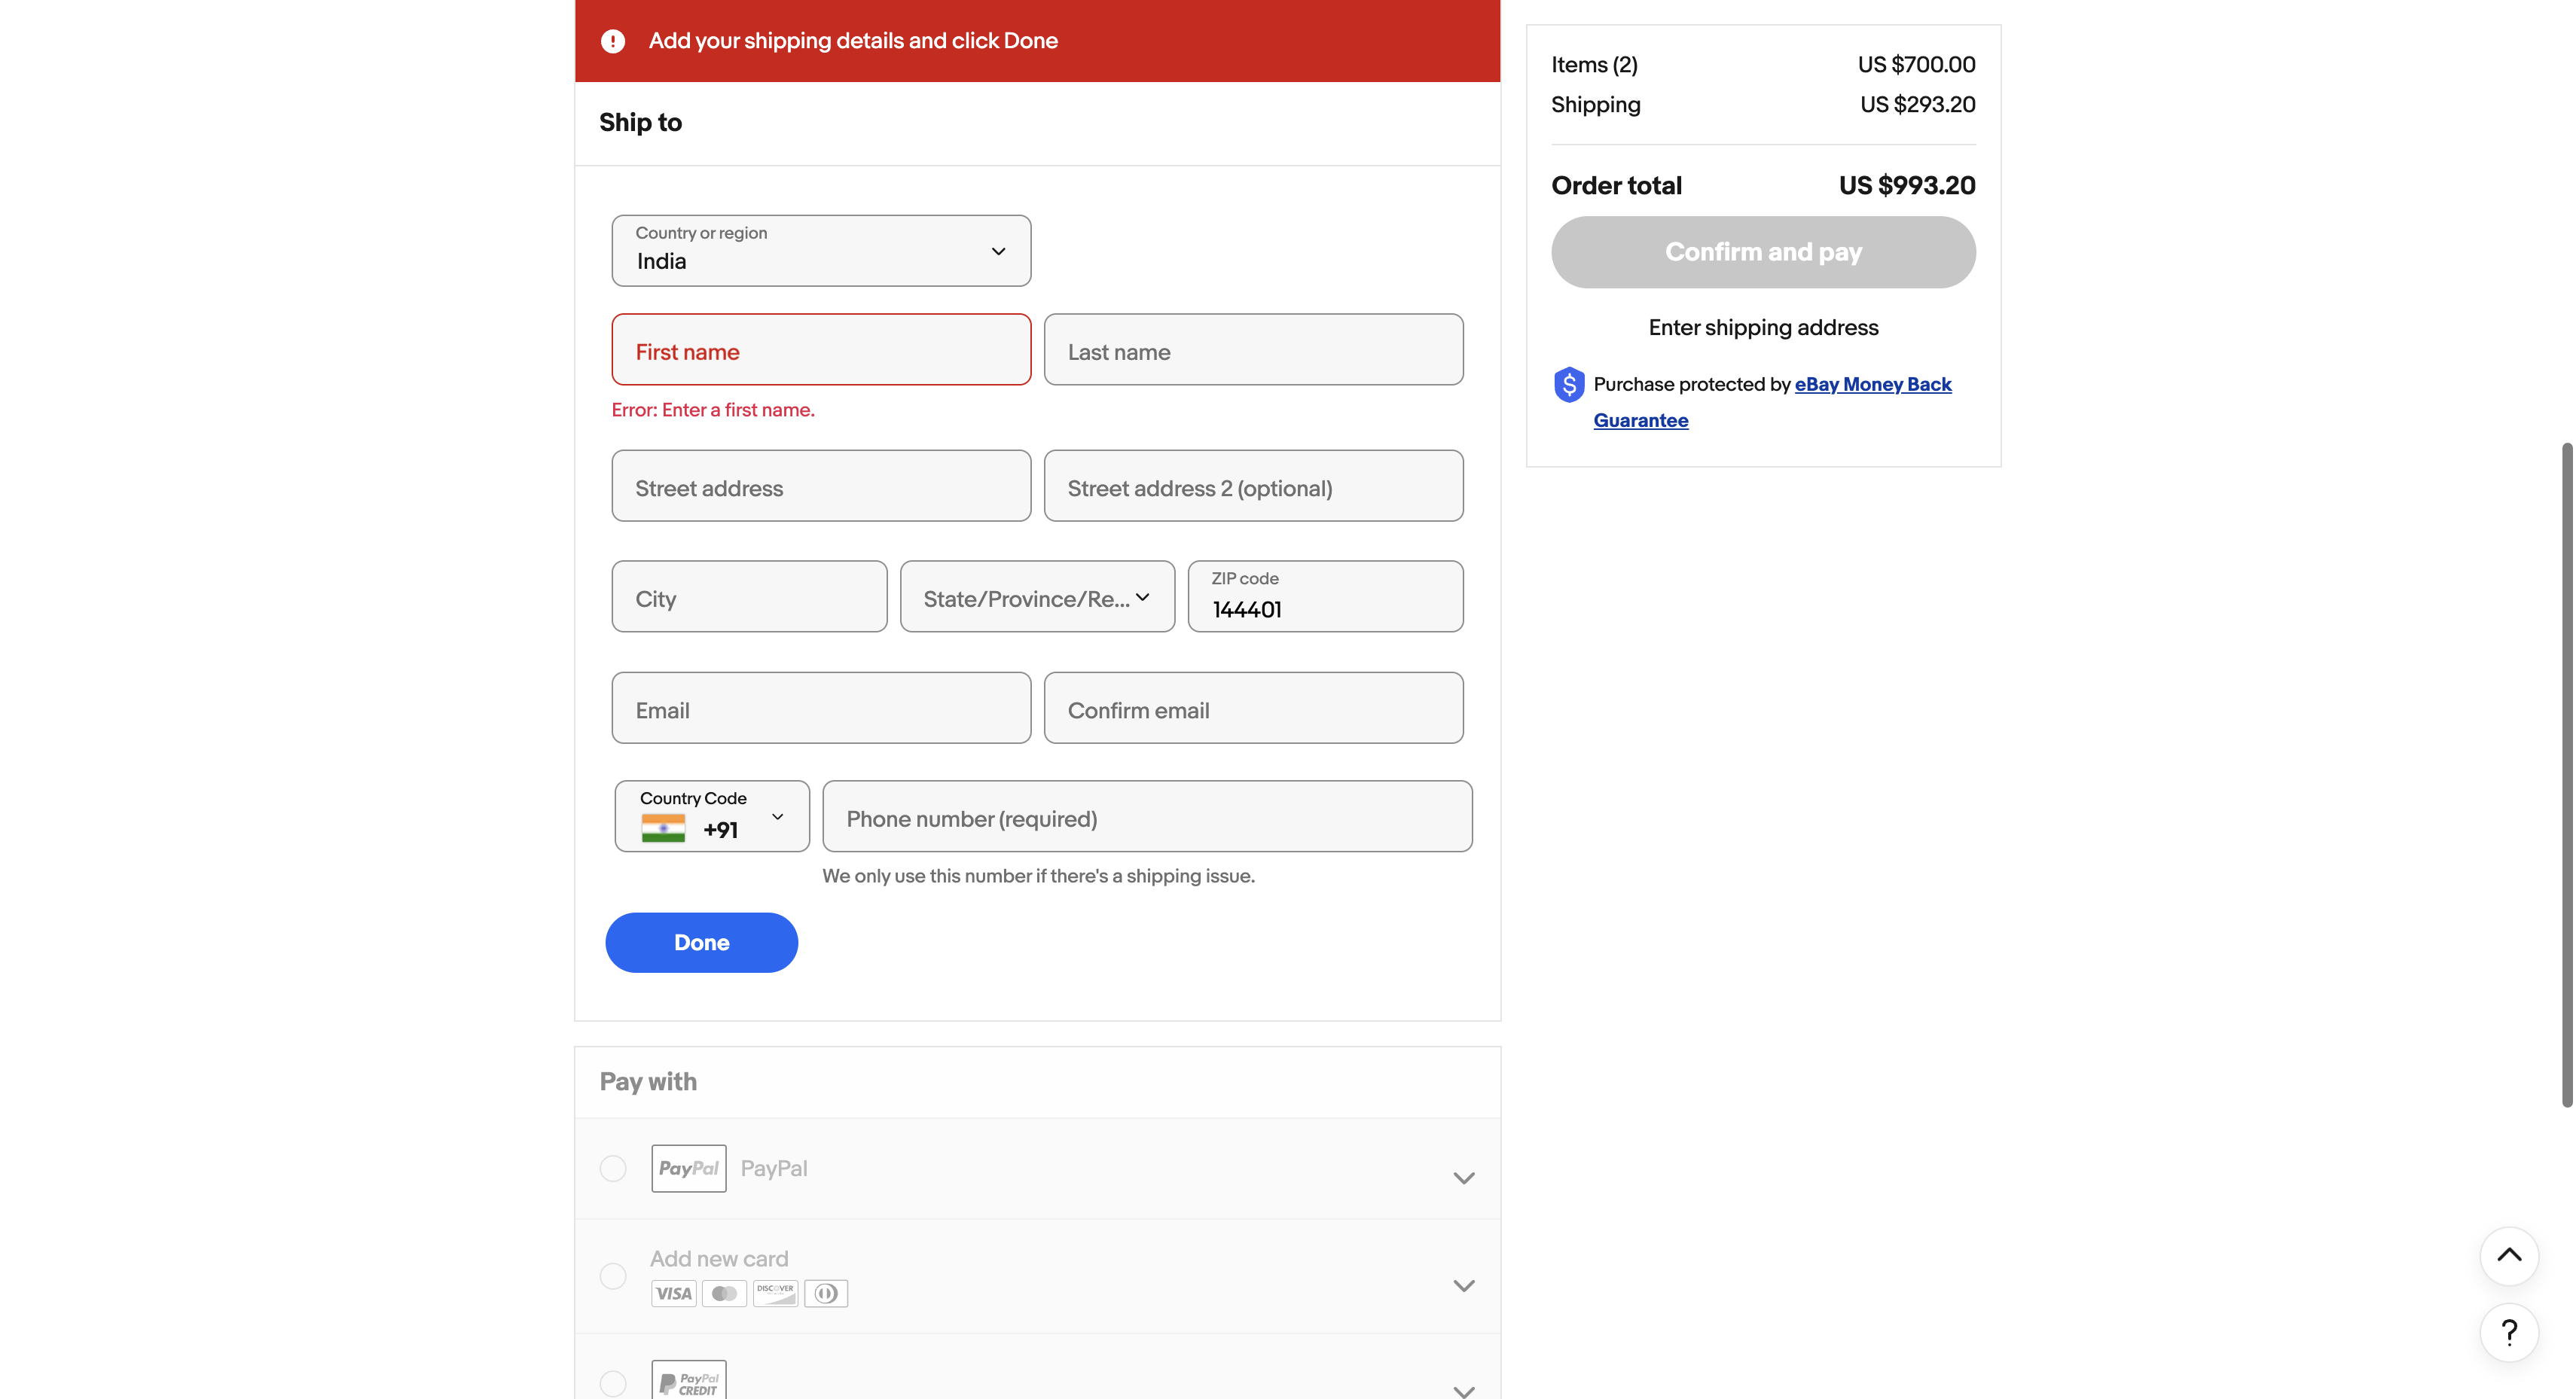 Add your shipping details and click Done
Ship to
Country or region
India
First name
Last name
Error: Enter a first name.
Street address
Street address 2 (optional)
City
State/Province/Re...
ZIP code
144401
Email
Confirm email
Country Code
+91
Phone number (required)
We only use this number if there's a shipping issue.
Done
Pay with
PayPal PayPal
Add new card
VISA DISCOVER
PayPal
CREDIT
Items (2) US $700.00
Shipping US $293.20
Order total US $993.20
Confirm and pay
Enter shipping address
Purchase protected by eBay Money Back
Guarantee
?